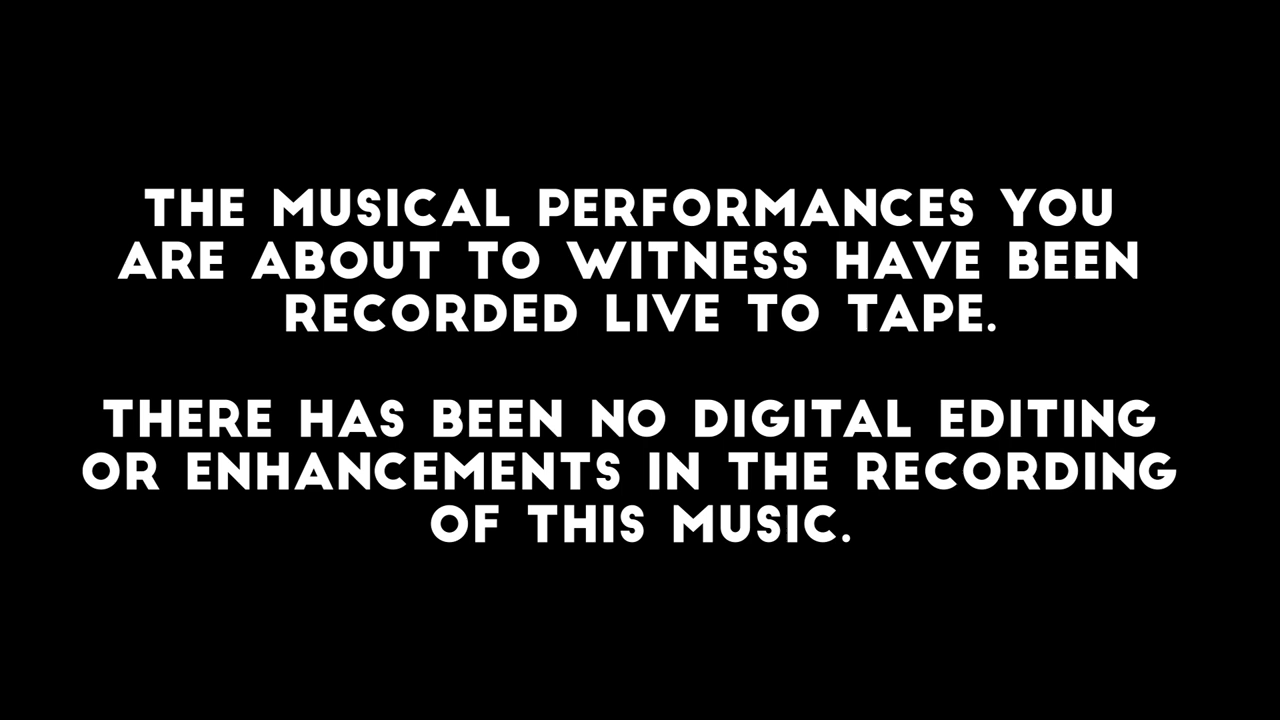 THE MUSICAL PERFORMANCES YOU
ARE ABOUT TO WITNESS HAVE BEEN
RECORDED LIVE TO TAPE.
THERE HAS BEEN NO DIGITAL EDITING
OR ENHANCEMENTS IN THE RECORDING
OF THIS MUSIC.